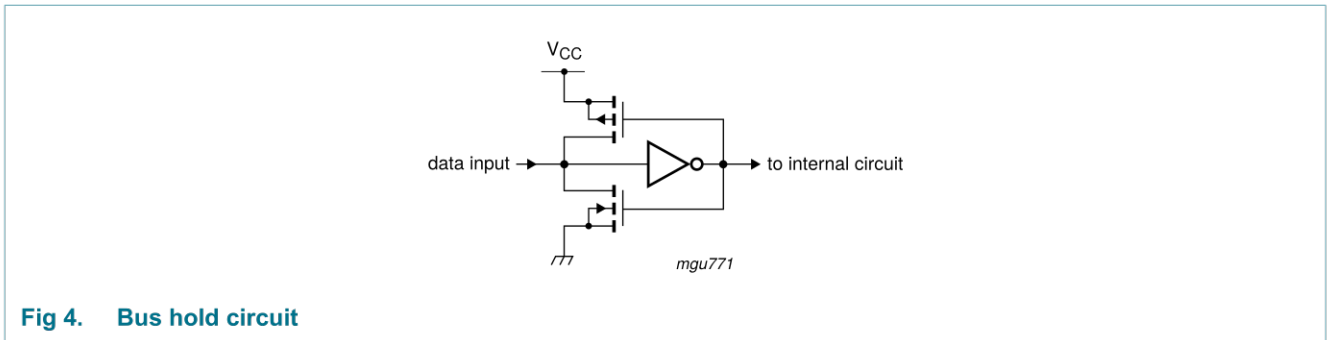 VCC
data input
to internal circuit
mgu771
Fig 4. Bus hold circuit